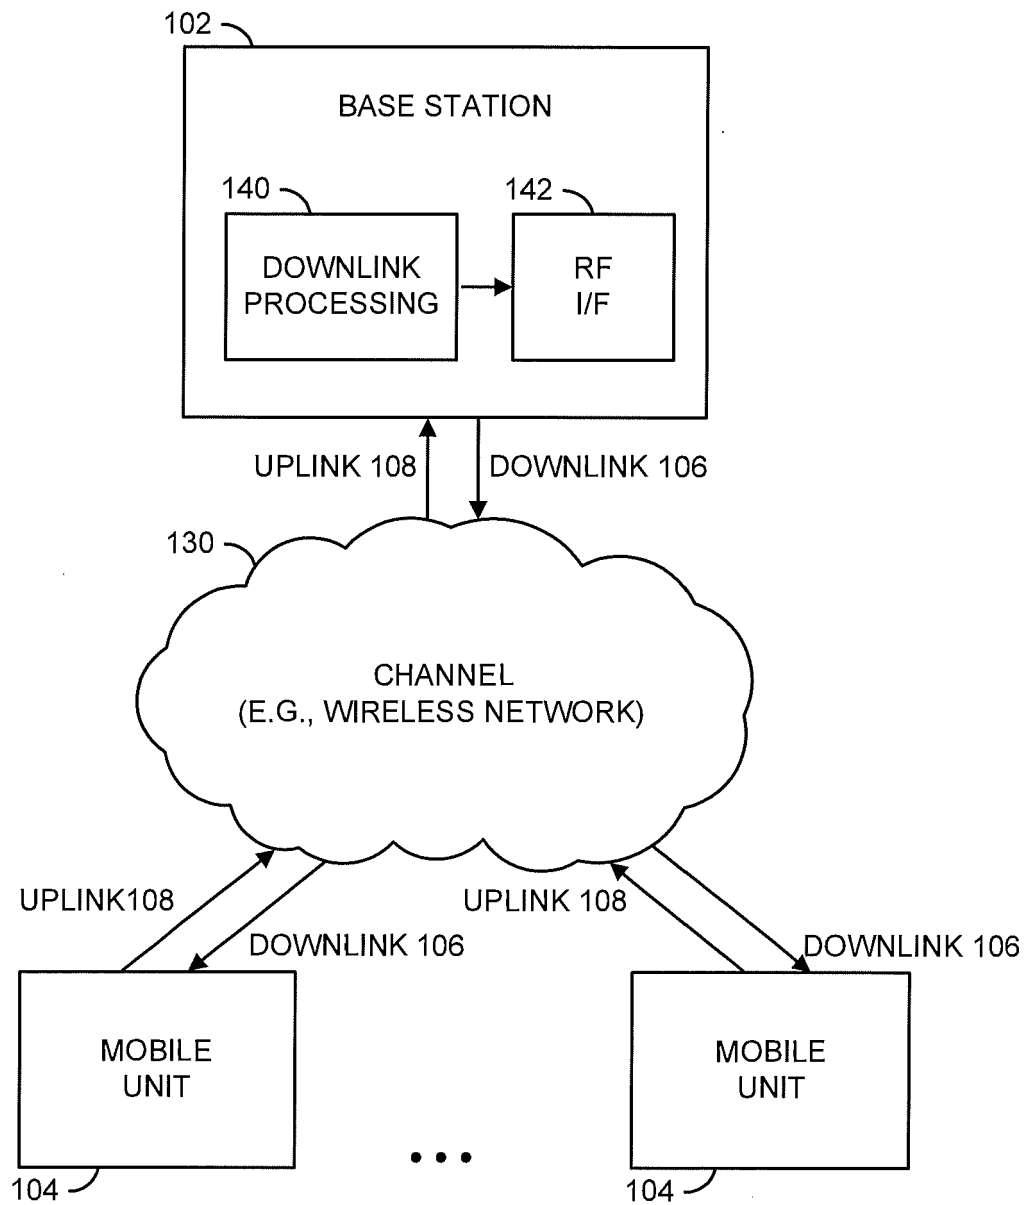 102
BASE STATION
140
142
DOWNLINK
PROCESSING
RF
I/F
UPLINK 108
DOWNLINK 106
130
CHANNEL
(E.G., WIRELESS NETWORK)
UPLINK108
UPLINK 108
DOWNLINK 106
DOWNLINK 106
MOBILE
UNIT
MOBILE
UNIT
...
104
104